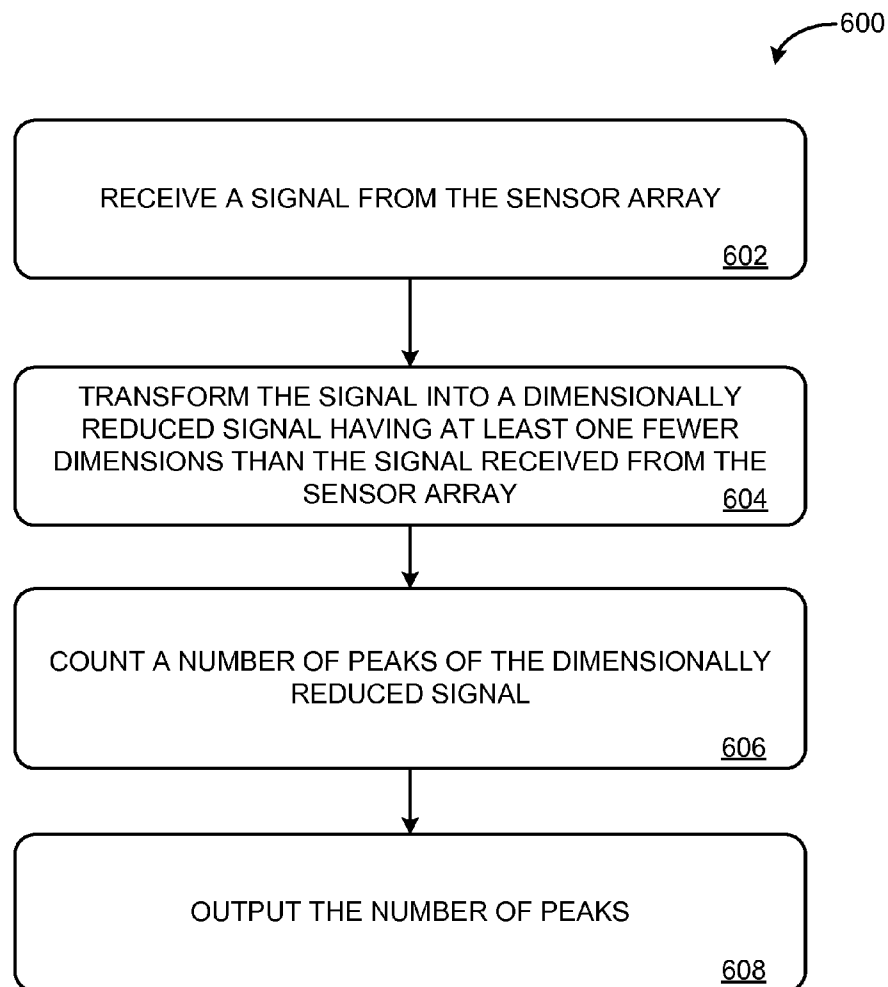 600
RECEIVE A SIGNAL FROM THE SENSOR ARRAY
602
TRANSFORM THE SIGNAL INTO A DIMENSIONALLY
REDUCED SIGNAL HAVING AT LEAST ONE FEWER
DIMENSIONS THAN THE SIGNAL RECEIVED FROM THE
SENSOR ARRAY
604
COUNT A NUMBER OF PEAKS OF THE DIMENSIONALLY
REDUCED SIGNAL
606
OUTPUT THE NUMBER OF PEAKS
608